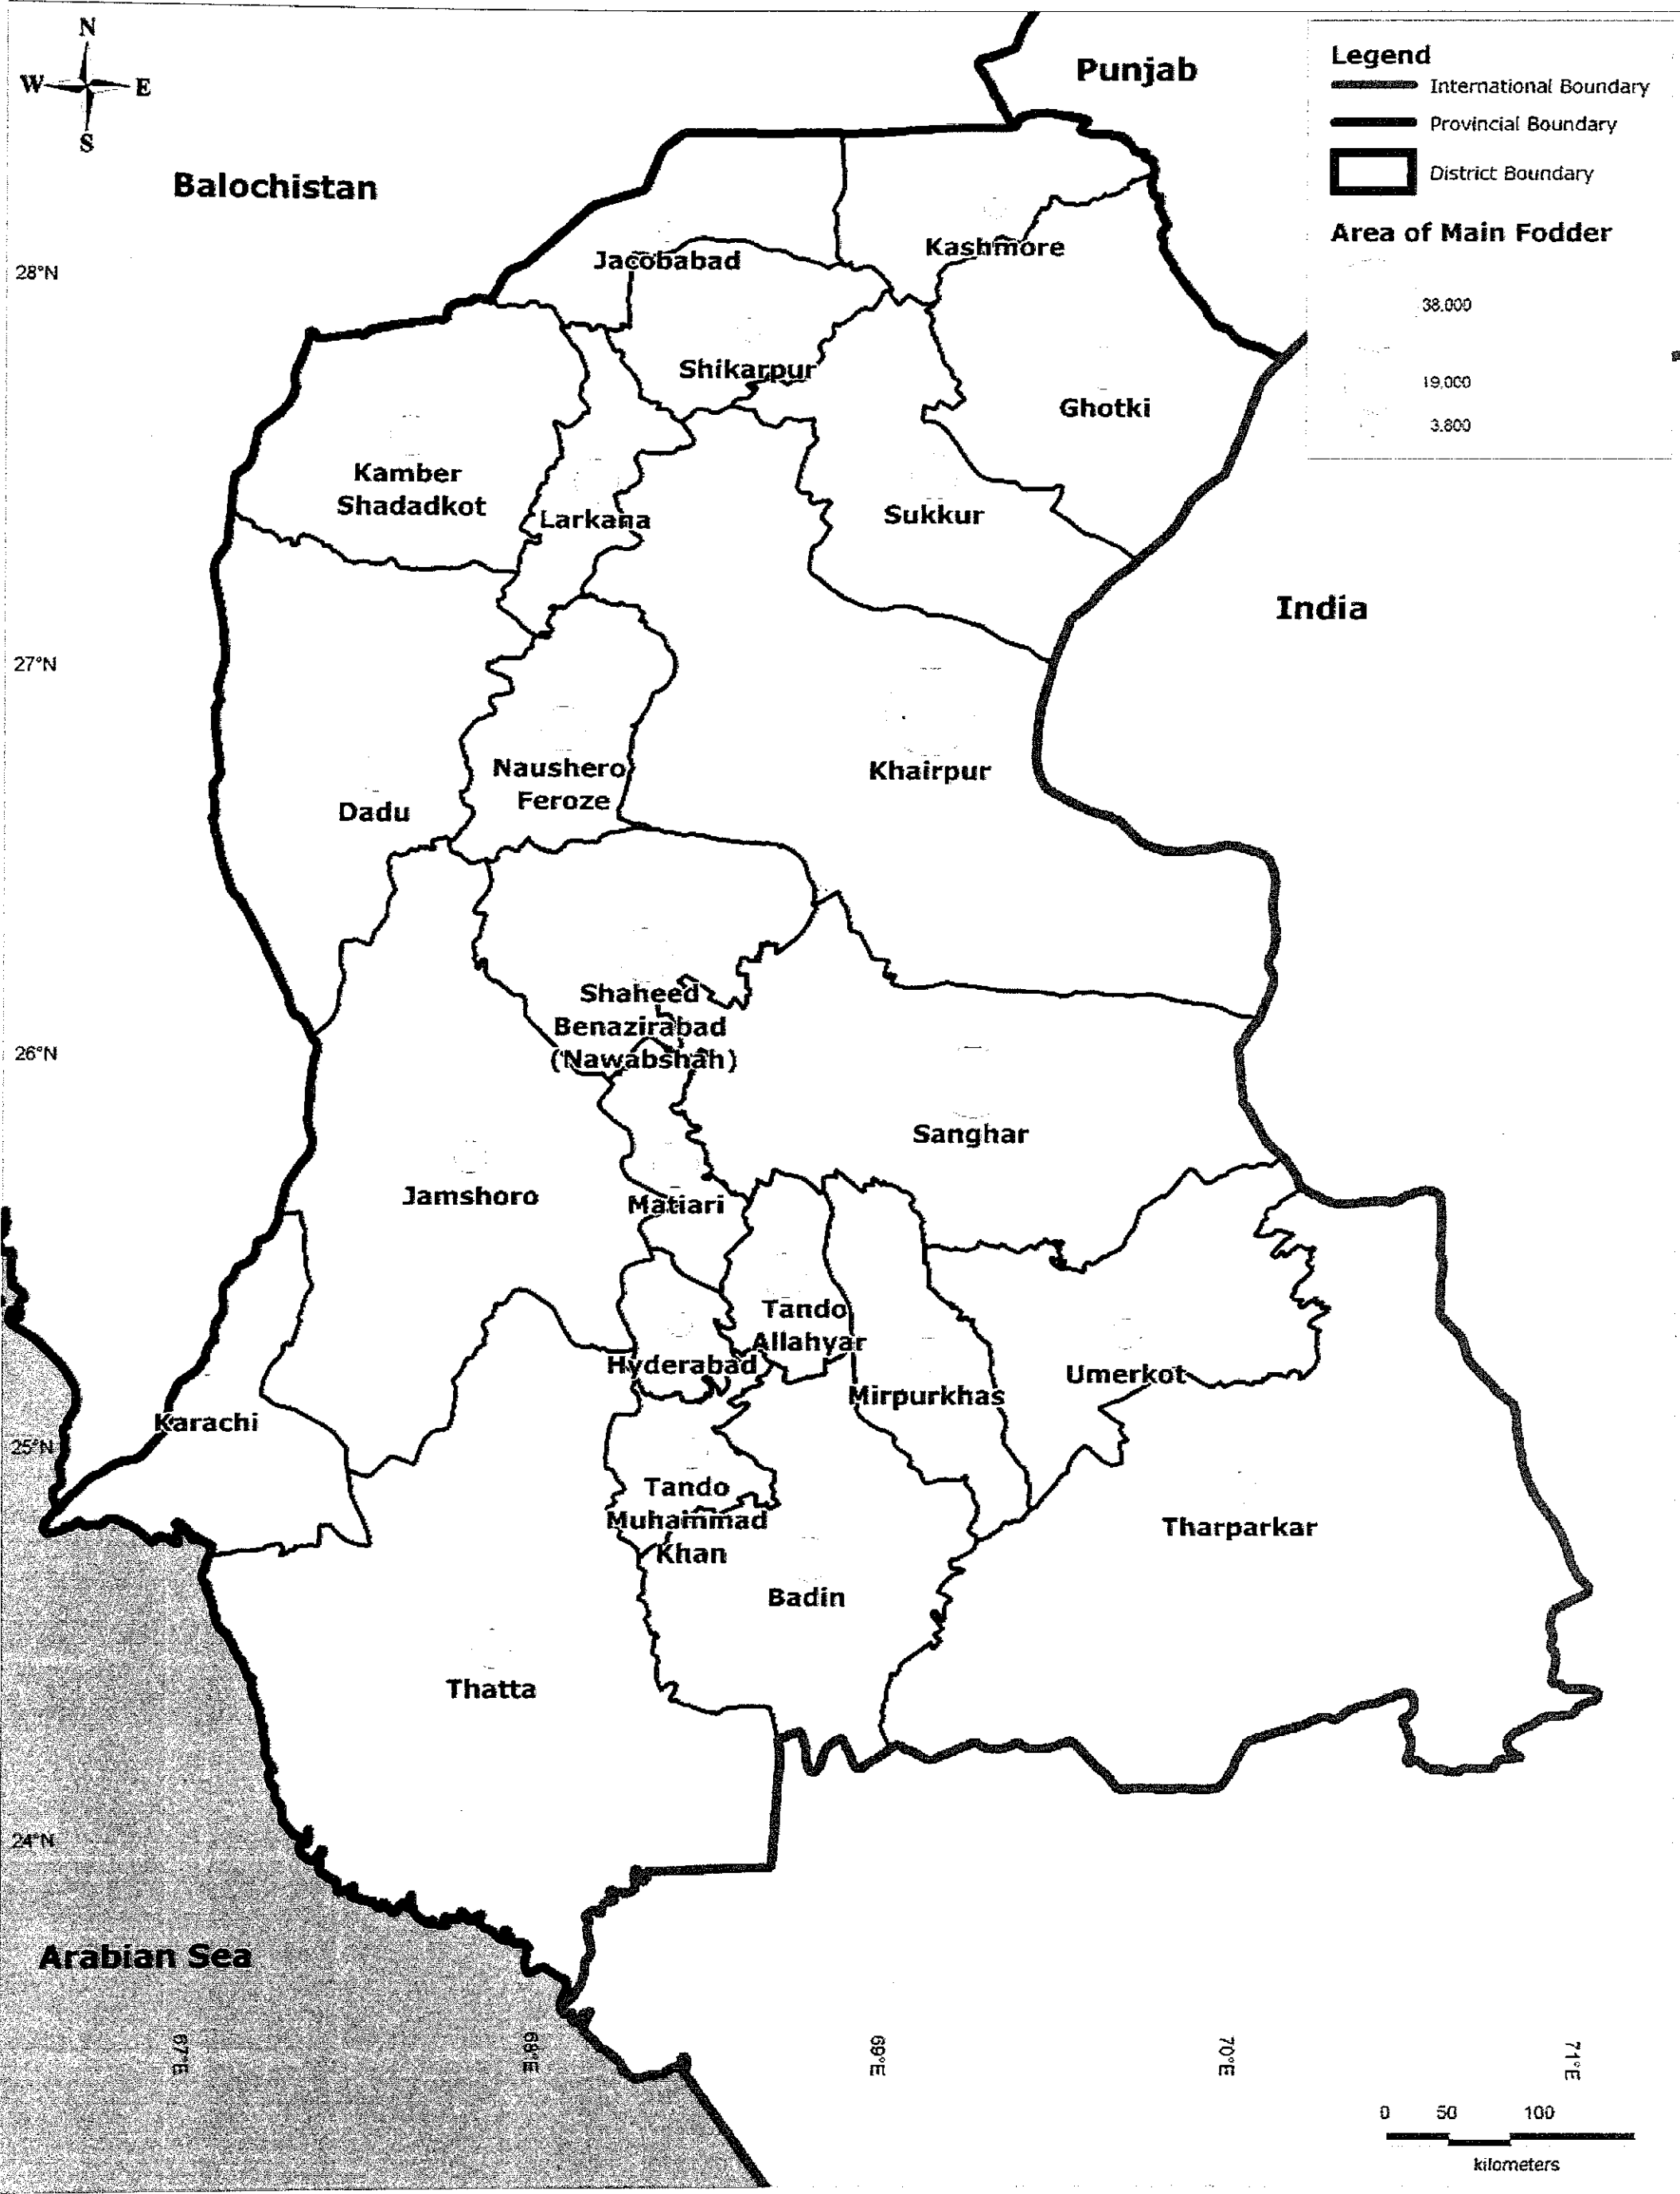 N
W E
S
Punjab
Legend
International Boundary
Provincial Boundary
District Boundary
Area of Main Fodder
38,000
19,000
3,800
Balochistan
28°N
Jacobabad
Kashmore
Shikarpur
Ghotki
Kamber
Shadadkot
Larkana
Sukkur
India
27°N
Khairpur
Naushero
Feroze
Dadu
Shaheed
Benazirabad
(Nawabshah)
26°N
Sanghar
Jamshoro
Matiari
Tando
Allahyar
Hyderabad
Umerkot
Mirpurkhas
Karachi
25°N
Tando
Muhammad
Khan
Tharparkar
Badin
Thatta
24°N
Arabian Sea
67°E
68°E
69°E
70°E
71°E
0 50 100
kilometers